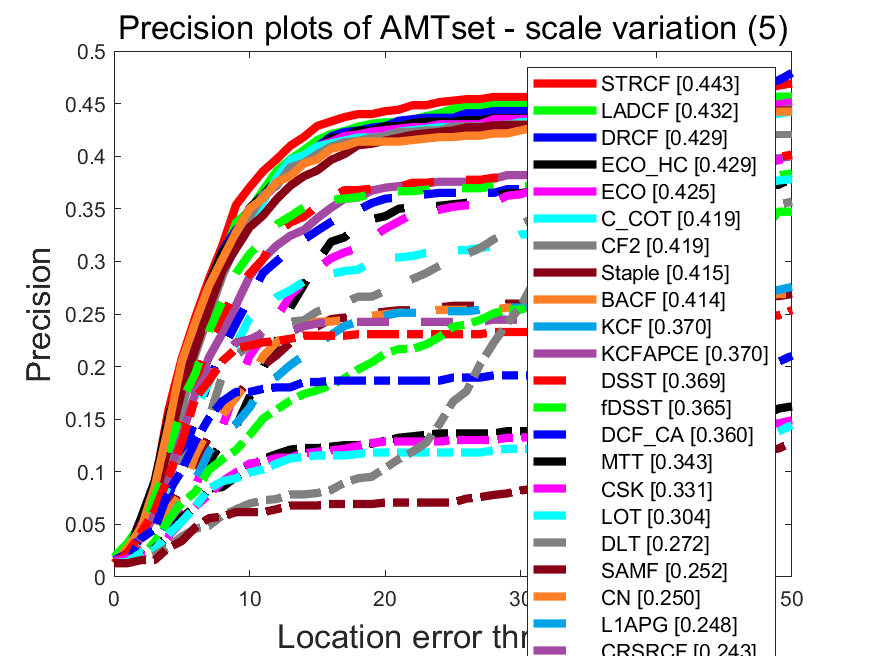 Precision plots of AMTset - scale variation (5)
0.5
0.45
0.4
0.35
0.3
0.25
0.2
0.15
0.1
0.05
0
Precision
0 10 20 30 50
Location error thr
STRCF [0.443]
LADCF [0.432]
DRCF [0.429]
ECO_HC [0.429]
ECO [0.425]
C_COT [0.419]
CF2 [0.419]
Staple [0.415]
BACF [0.414]
KCF [0.370]
KCFAPCE [0.370]
DSST [0.369]
fDSST [0.365]
DCF_CA [0.360]
MTT [0.343]
CSK [0.331]
LOT [0.304]
DLT [0.272]
SAMF [0.252]
CN [0.250]
L1APG [0.248]
CRSRCF [0.243]